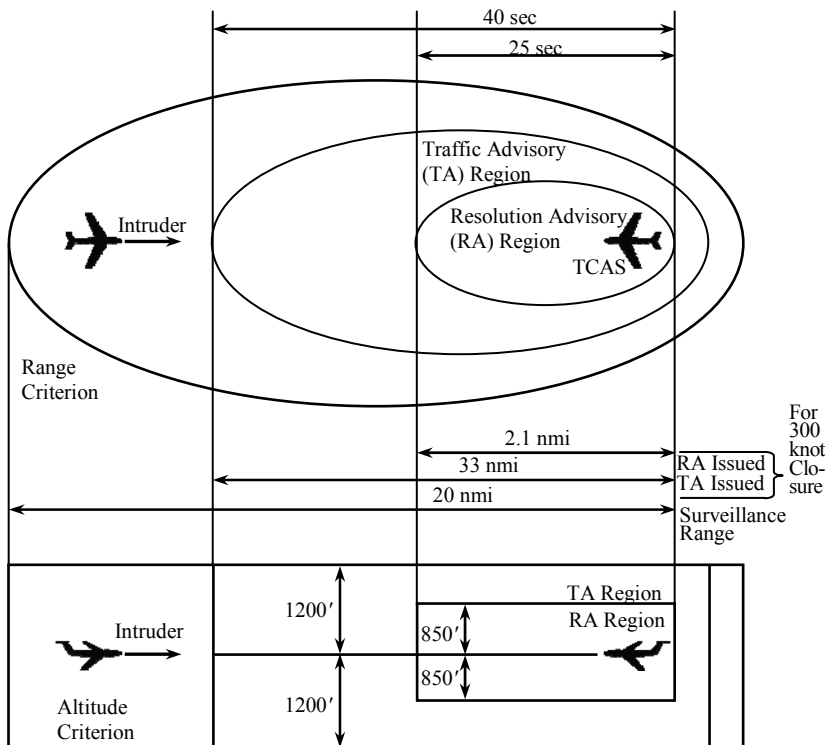 40 sec
25 sec
Traffic Advisory
(TA) Region
Intruder
Resolution Advisory
(RA) Region
TCAS
Range
Criterion
For
300
knot
Clo-
sure
2.1 nmi
RA Issued
33 nmi
TA Issued
20 nmi
Surveillance
Range
TA Region
1200′
RA Region
Intruder
850′
850′
Altitude
Criterion
1200′